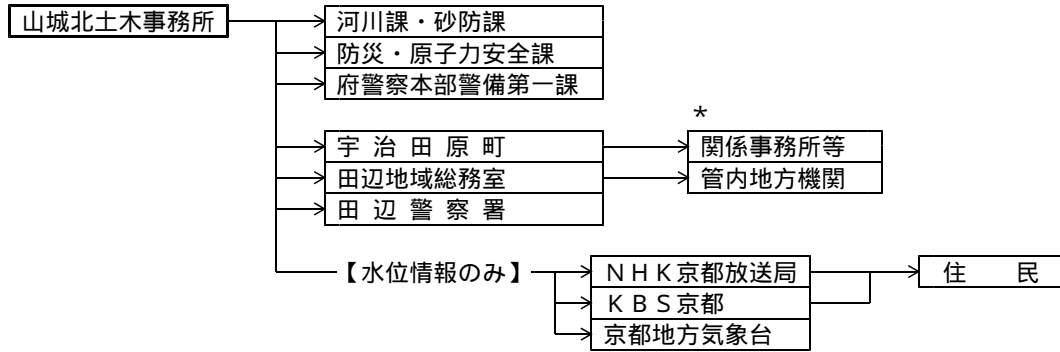 山城北土木事務所
河川課・砂防課
防災・原子力安全課
府警察本部警備第一課
*
宇 治 田 原 町
関係事務所等
田辺地域総務室
管内地方機関
田 辺 警 察 署
【水位情報のみ】
ＮＨＫ京都放送局
住　　民
ＫＢＳ京都
京都地方気象台